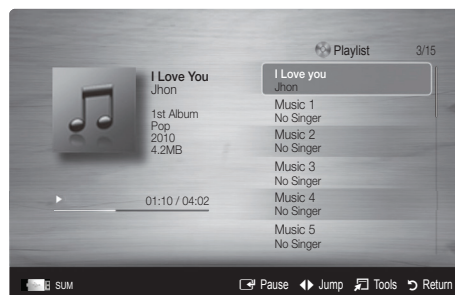 Playlist 3/15
I Love You
Jhon
1st Album
Pop
2010
4.2MB
01:10 / 04:02
I Love you
Jhon
Music 1
No Singer
Music 2
No Singer
Music 3
No Singer
Music 4
No Singer
Music 5
No Singer
SUM Pause Jump Tools Return